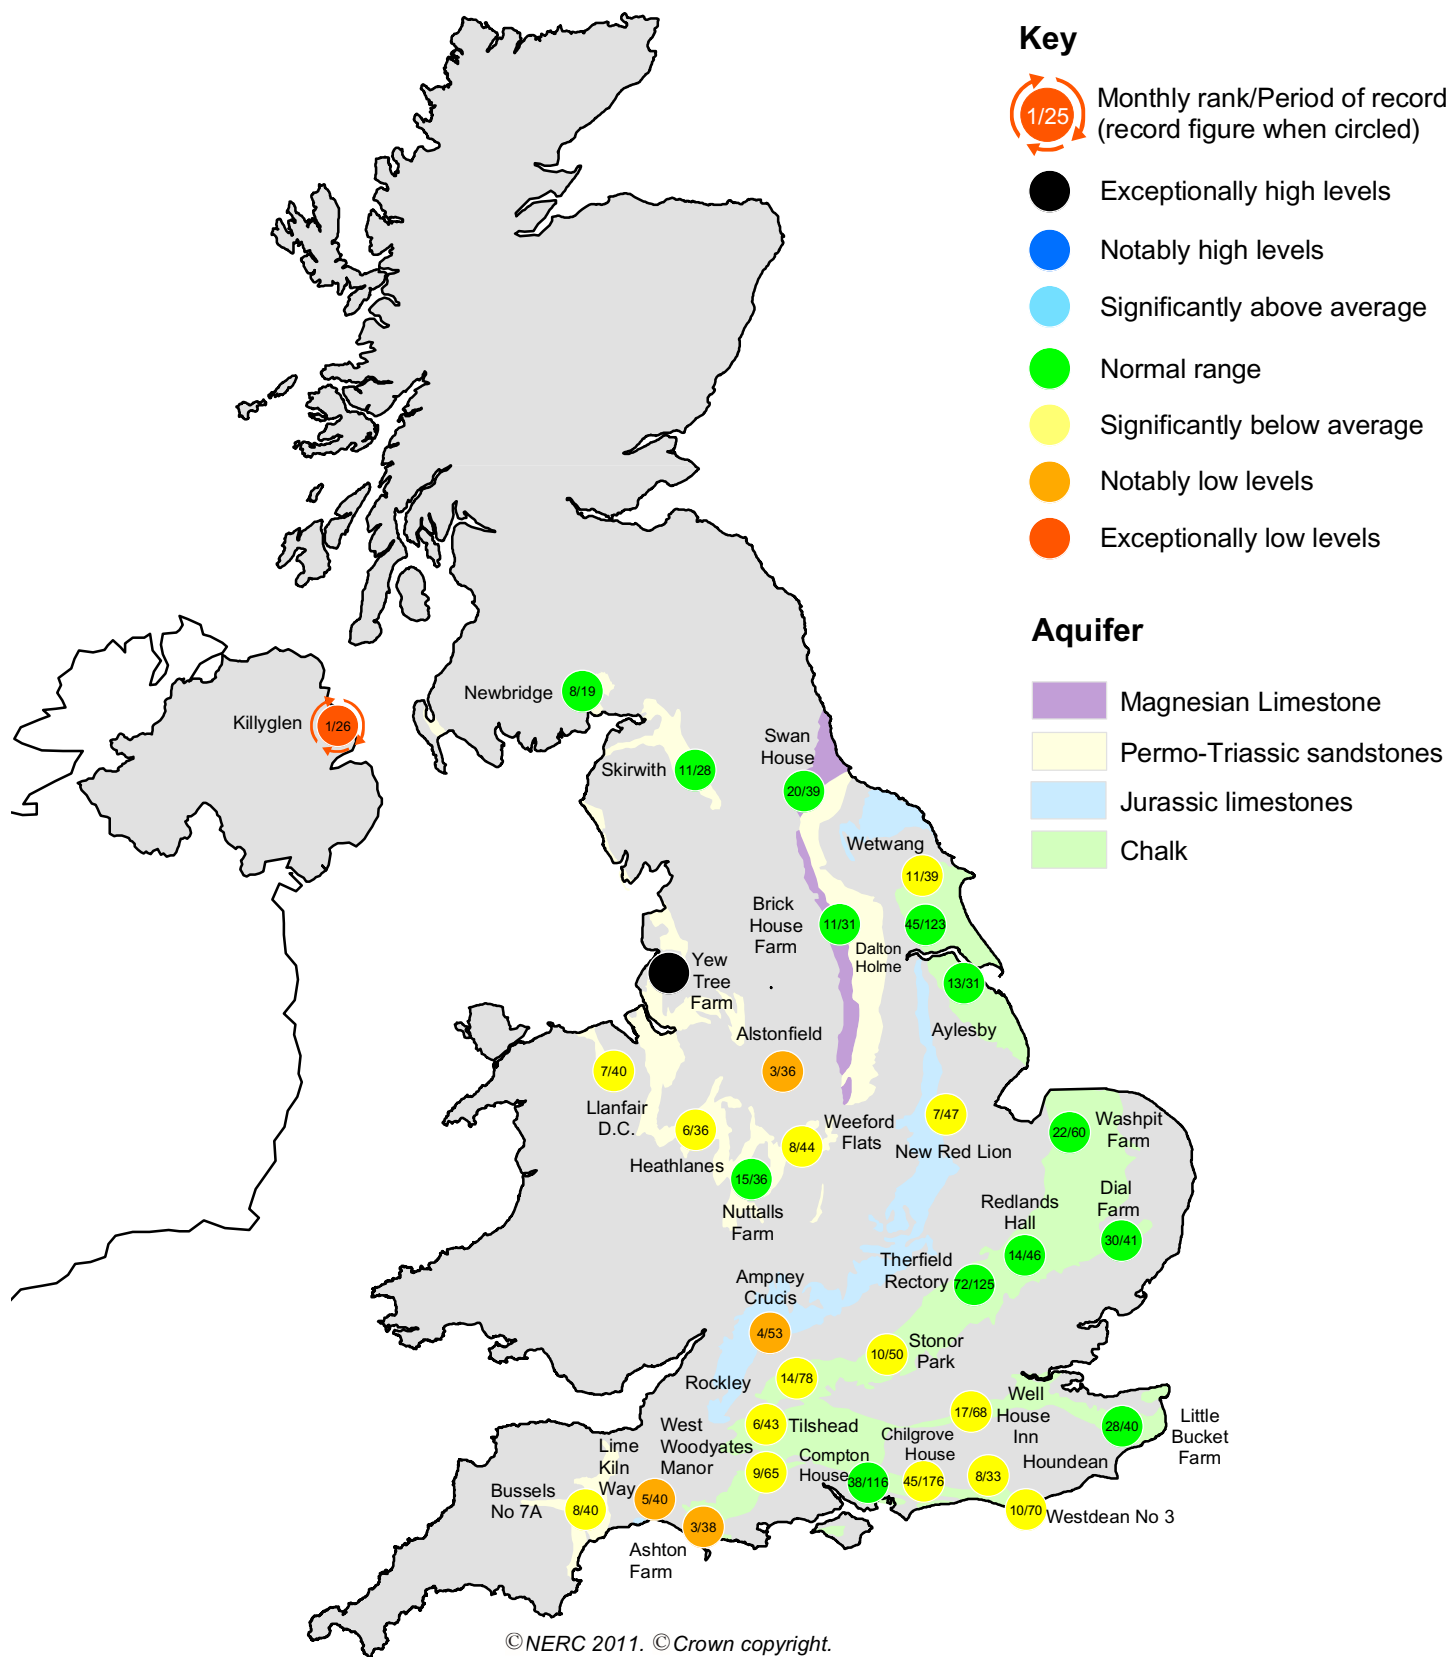 Key
1/25
Monthly rank/Period of record
(record figure when circled)
Exceptionally high levels
Notably high levels
Significantly above average
Normal range
Significantly below average
Notably low levels
Exceptionally low levels
Aquifer
Magnesian Limestone
Permo-Triassic sandstones
Jurassic limestones
Chalk
Newbridge
8/19
Killyglen
1/26
Skirwith
11/28
Swan
House
20/39
Wetwang
11/39
Brick
House
Farm
11/31
45/123
Dalton
Holme
Yew
Tree
Farm
13/31
Aylesby
Alstonfield
3/36
7/40
Llanfair
D.C.
6/36
Heathlanes
Weeford
Flats
8/44
7/47
New Red Lion
22/60
Washpit
Farm
15/36
Nuttalls
Farm
Redlands
Hall
14/46
Dial
Farm
30/41
Therfield
Rectory
72/125
Ampney
Crucis
4/53
Stonor
Park
10/50
Rockley
14/78
Well
House
Inn
17/68
6/43
Tilshead
West
Woodyates
Manor
9/65
Lime
Kiln
Way
5/40
Compton
House
38/116
Chilgrove
House
45/176
Houndean
8/33
28/40
Little
Bucket
Farm
Bussels
No 7A
8/40
3/38
Ashton
Farm
10/70
Westdean No 3
©NERC 2011. ©Crown copyright.